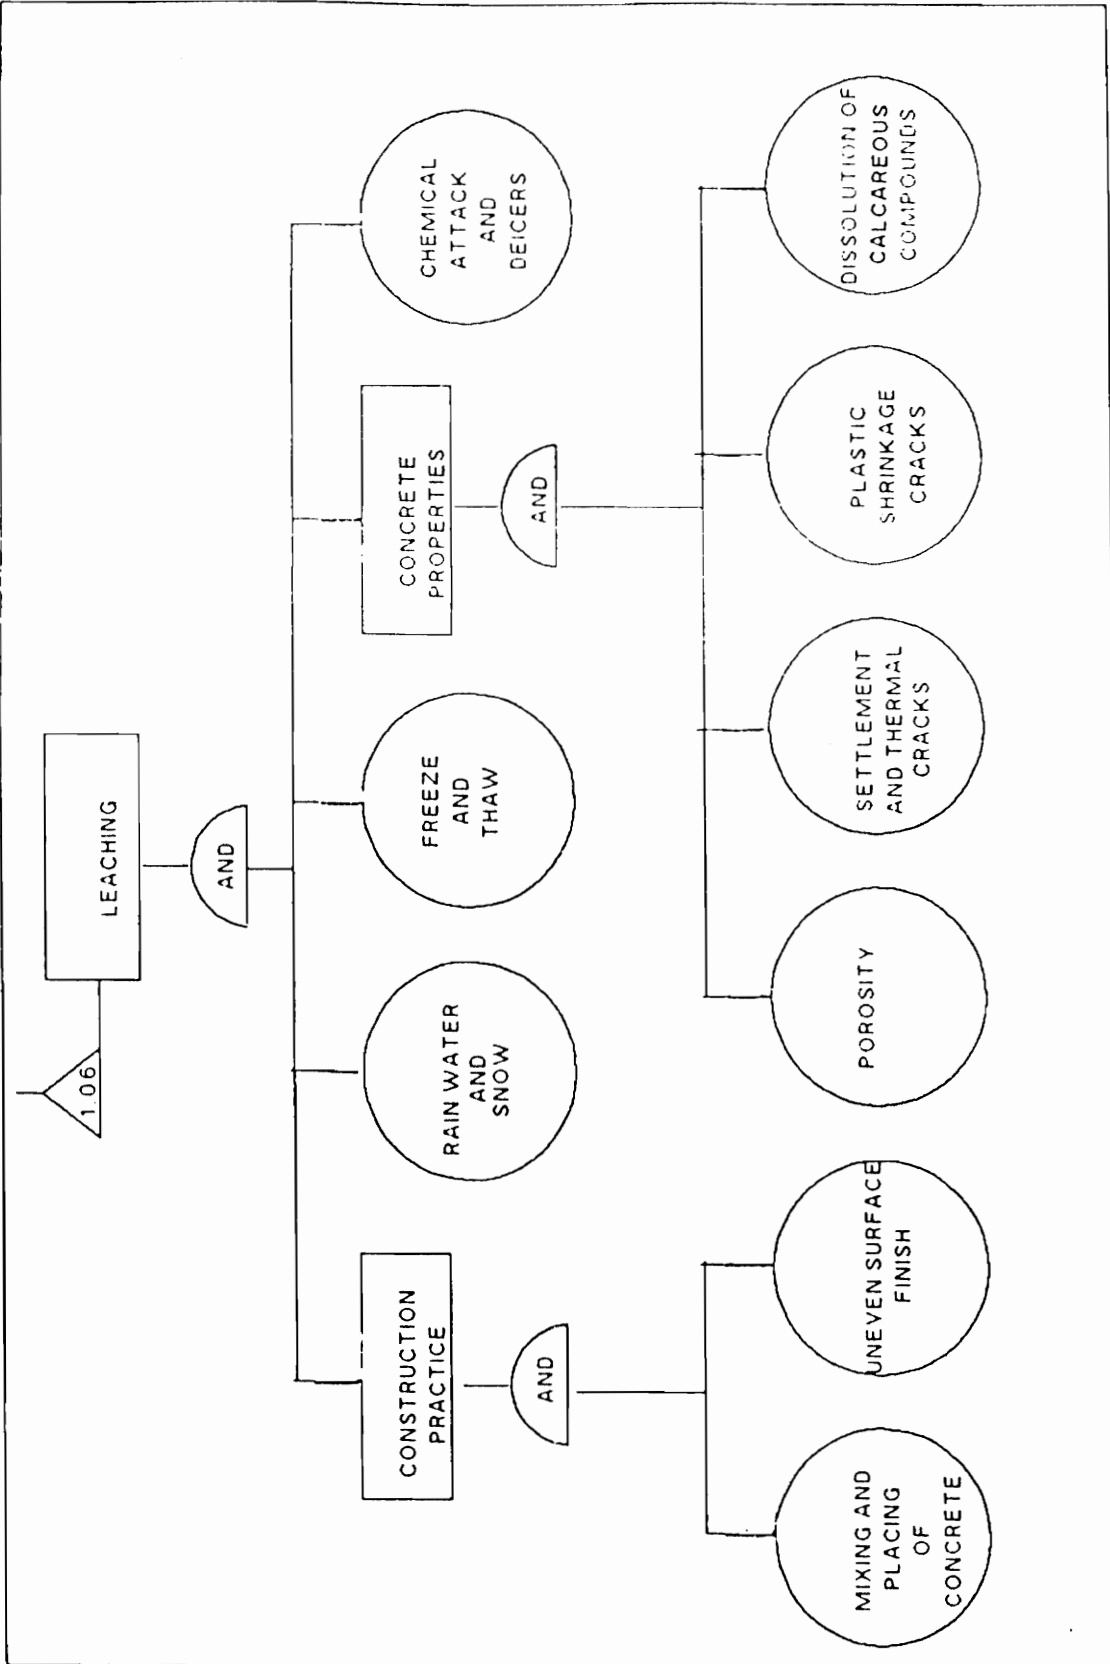 1.06
LEACHING
AND
CONSTRUCTION
PRACTICE
RAIN WATER
AND
SNOW
FREEZE
AND
THAW
CONCRETE
PROPERTIES
CHEMICAL
ATTACK
AND
DEICERS
AND
AND
MIXING AND
PLACING
OF
CONCRETE
UNEVEN SURFACE
FINISH
POROSITY
SETTLEMENT
AND THERMAL
CRACKS
PLASTIC
SHRINKAGE
CRACKS
DISSOLUTION OF
CALCAREOUS
COMPOUNDS